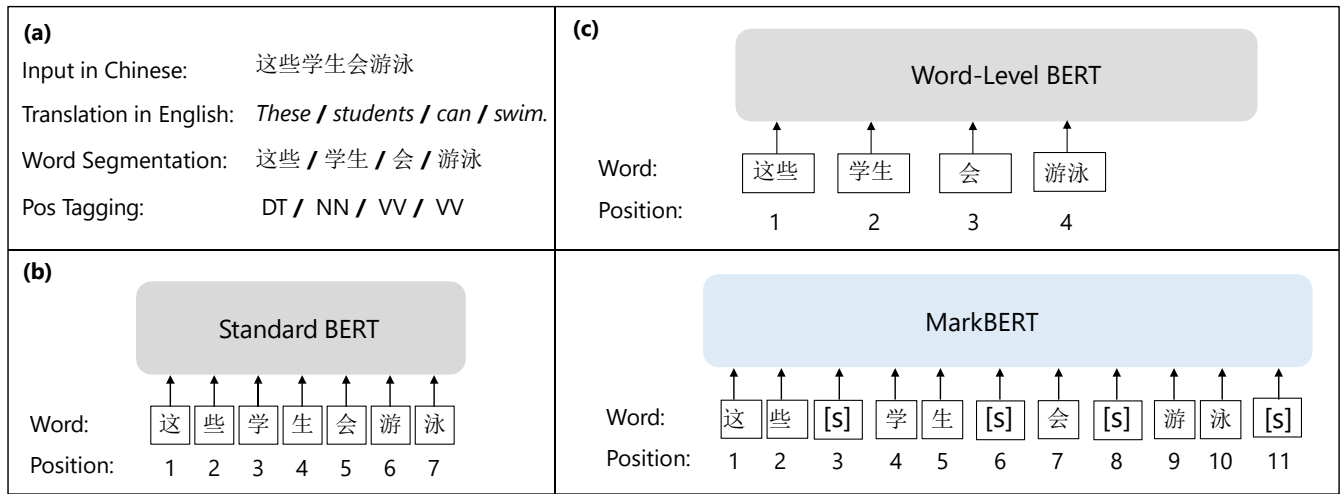 (a)
Input in Chinese: 这些学生会游泳
Translation in English: These / students / can / swim.
Word Segmentation: 这些 / 学生 / 会 / 游泳
Pos Tagging: DT / NN / VV / VV
(c)
Word-Level BERT
Word: 这些 学生 会 游泳
Position: 1 2 3 4
(b)
Standard BERT
Word: 这 些 学 生 会 游 泳
Position: 1 2 3 4 5 6 7
MarkBERT
Word: 这 些 [s] 学 生 [s] 会 [s] 游 泳 [s]
Position: 1 2 3 4 5 6 7 8 9 10 11